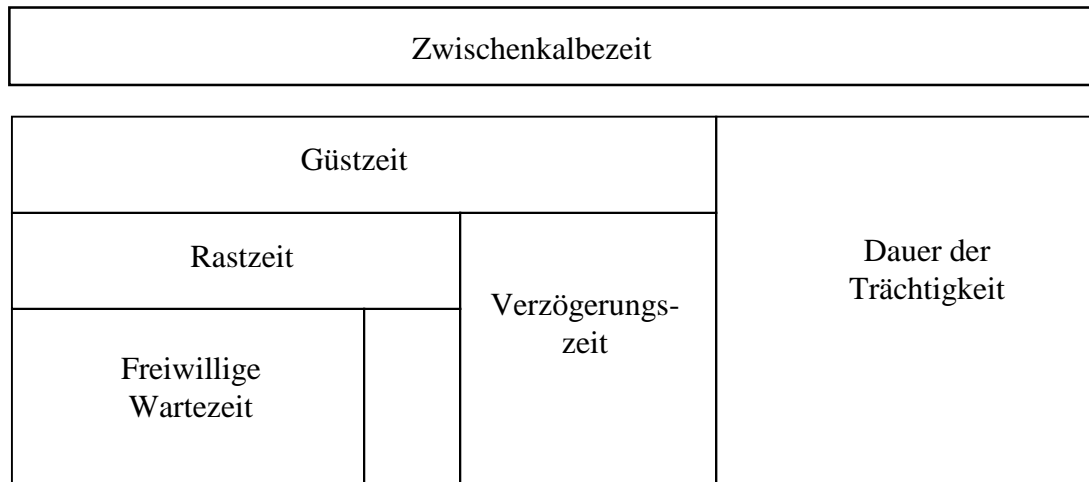 Zwischenkalbezeit
Güstzeit
Rastzeit
Dauer der
Trächtigkeit
Verzögerungs-
zeit
Freiwillige
Wartezeit